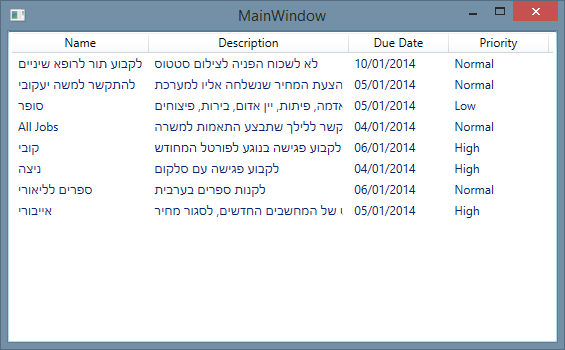 MainWindow
Name Description Due Date Priority
לקבוע תור לרופא שיניים לא לשכוח הפניה לצילום סטטוס 10/01/2014 Normal
להתקשר למשה יעקובי הצעת המחיר שנשלחה אליו למערכת 05/01/2014 Normal
סופר אדמה, פיתות, יין אדום, בירות, פיצוחים 05/01/2014 Low
All Jobs קשר ללילך שתבצע התאמות למשרה 04/01/2014 Normal
קובי לקבוע פגישה בנוגע לפורטל המחודש 06/01/2014 High
ניצה לקבוע פגישה עם סלקום 04/01/2014 High
ספרים לליאורי לקנות ספרים בערבית 06/01/2014 Normal
אייבורי של המחשבים החדשים, לסגור מחיר 05/01/2014 High